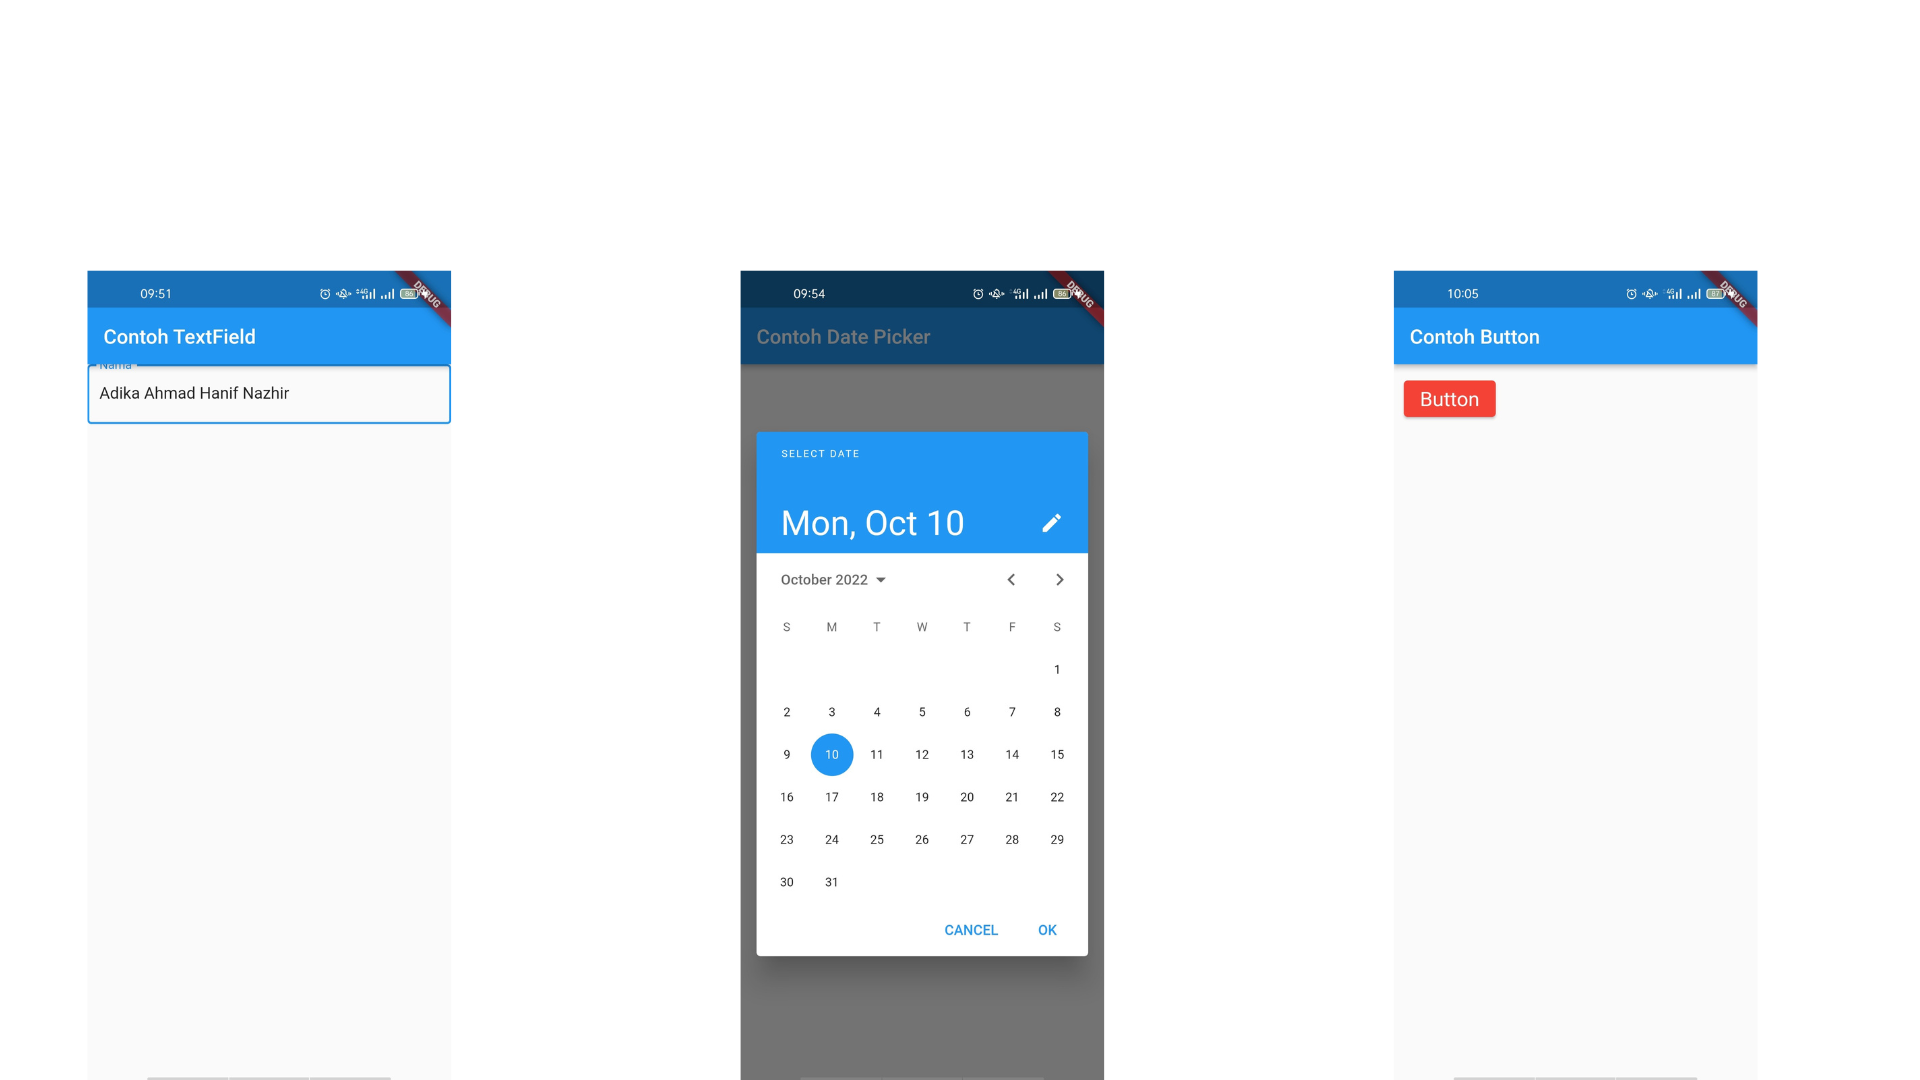 09:51
86
DEBUG
Contoh TextField
Nama
Adika Ahmad Hanif Nazhir
09:54
86
DEBUG
Contoh Date Picker
SELECT DATE
Mon, Oct 10
October 2022
S M T W T F S
1
2 3 4 5 6 7 8
9 10 11 12 13 14 15
16 17 18 19 20 21 22
23 24 25 26 27 28 29
30 31
CANCEL OK
10:05
87
DEBUG
Contoh Button
Button